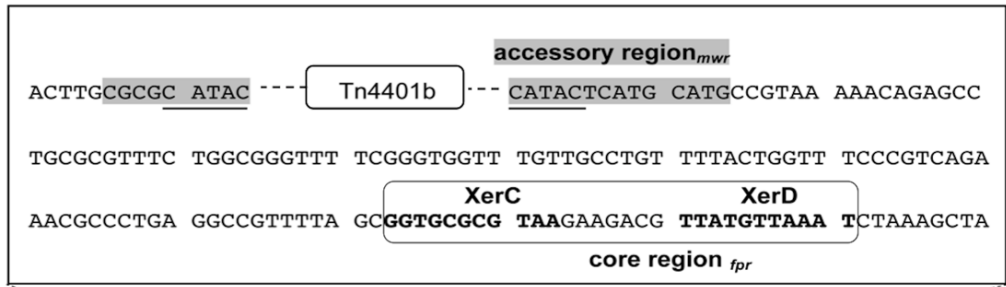 accessory region mwr
ACTTGCGCGC ATAC Tn4401b CATACTCATG CATGCCGTAA AAACAGAGCC
TGCGCGTTTC TGGCGGGTTT TCGGGTGGTT TGTTGCCTGT TTTACTGGTT TCCCGTCAGA
XerC XerD
AACGCCCTGA GGCCGTTTTA GCGGTGCGCG TAAGAAGACG TTATGTTAAA TCTAAAGCTA
core region fpr